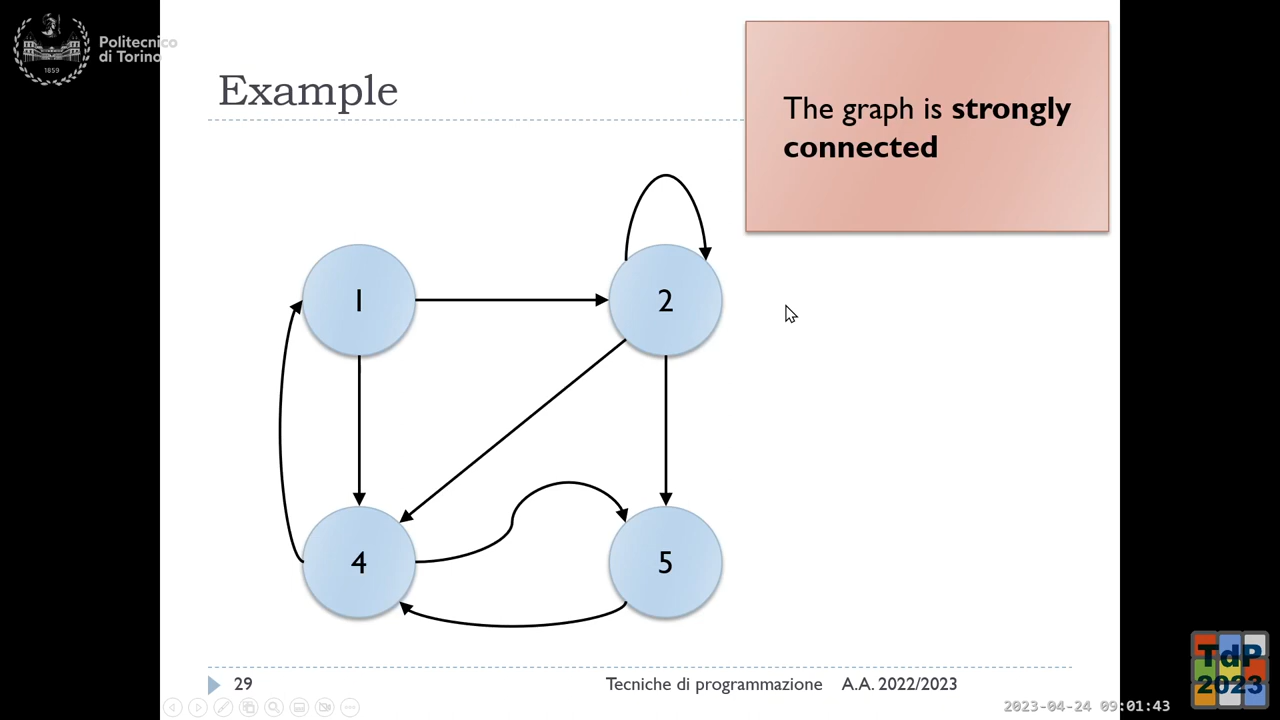 Politecnico
di Torino
1859
Example
The graph is strongly
connected
1
2
4
5
29
Tecniche di programmazione
A.A. 2022/2023
TdP
2023
2023-04-24 09:01:43